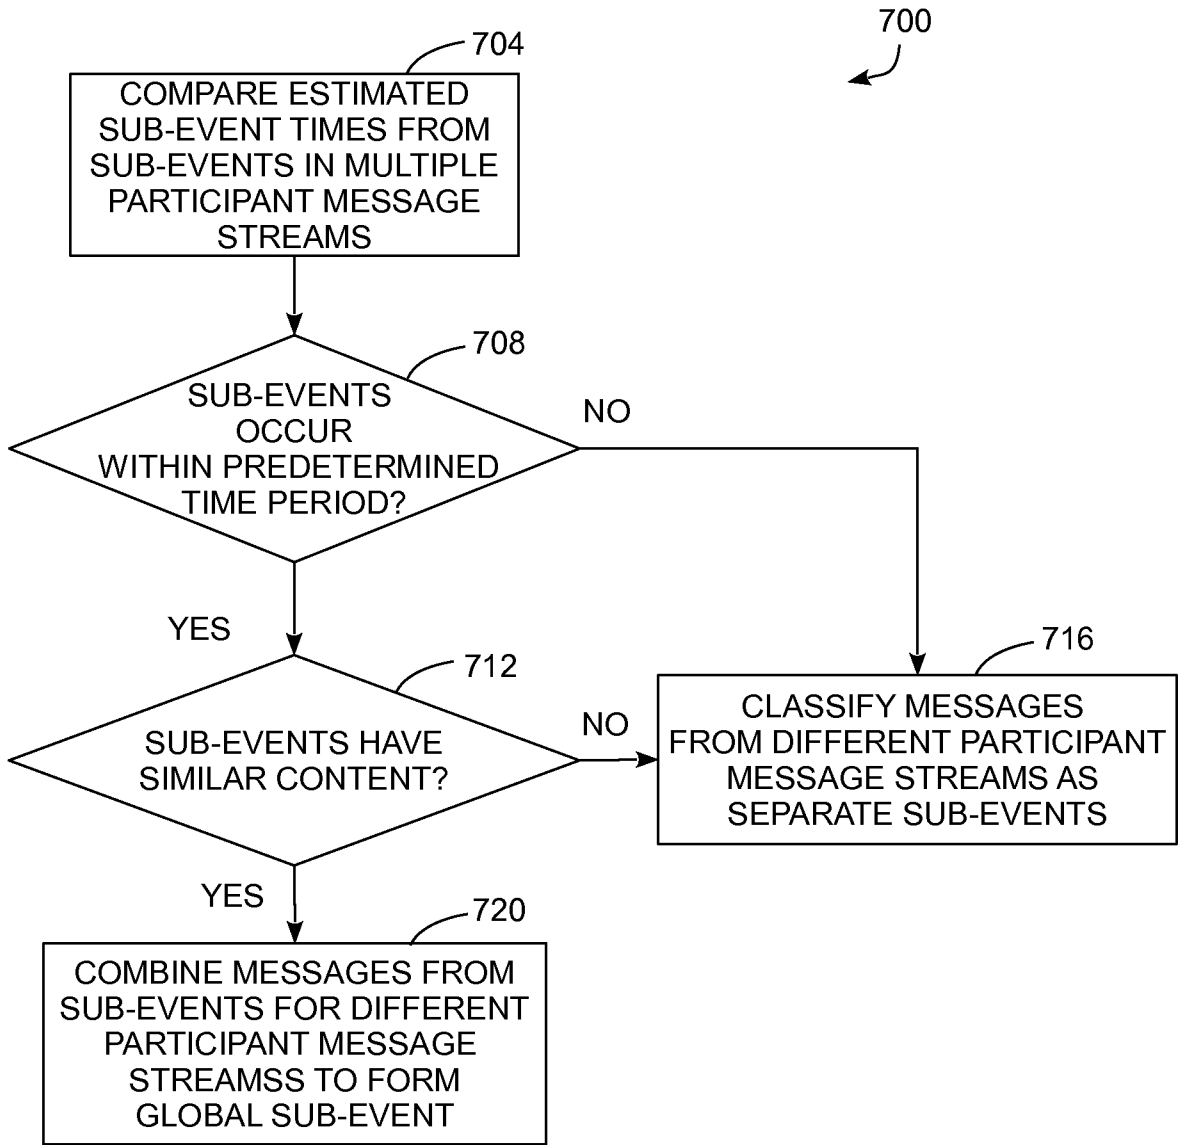 700
704
COMPARE ESTIMATED
SUB-EVENT TIMES FROM
SUB-EVENTS IN MULTIPLE
PARTICIPANT MESSAGE
STREAMS
708
SUB-EVENTS
OCCUR
WITHIN PREDETERMINED
TIME PERIOD?
NO
YES
712
SUB-EVENTS HAVE
SIMILAR CONTENT?
NO
716
CLASSIFY MESSAGES
FROM DIFFERENT PARTICIPANT
MESSAGE STREAMS AS
SEPARATE SUB-EVENTS
YES
720
COMBINE MESSAGES FROM
SUB-EVENTS FOR DIFFERENT
PARTICIPANT MESSAGE
STREAMSS TO FORM
GLOBAL SUB-EVENT